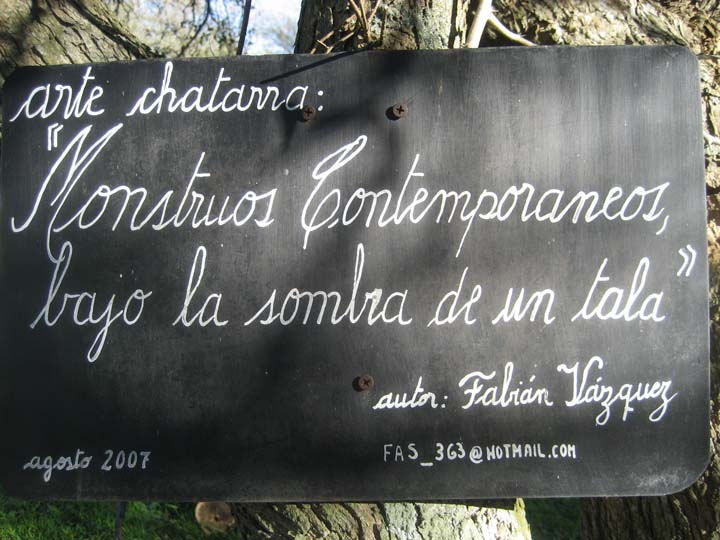 arte chatarra:
"Monstruos Contemporaneos,
bajo la sombra de un tala"
autor: Fabián Vázquez
agosto 2007
FAS_363@HOTMAIL.COM